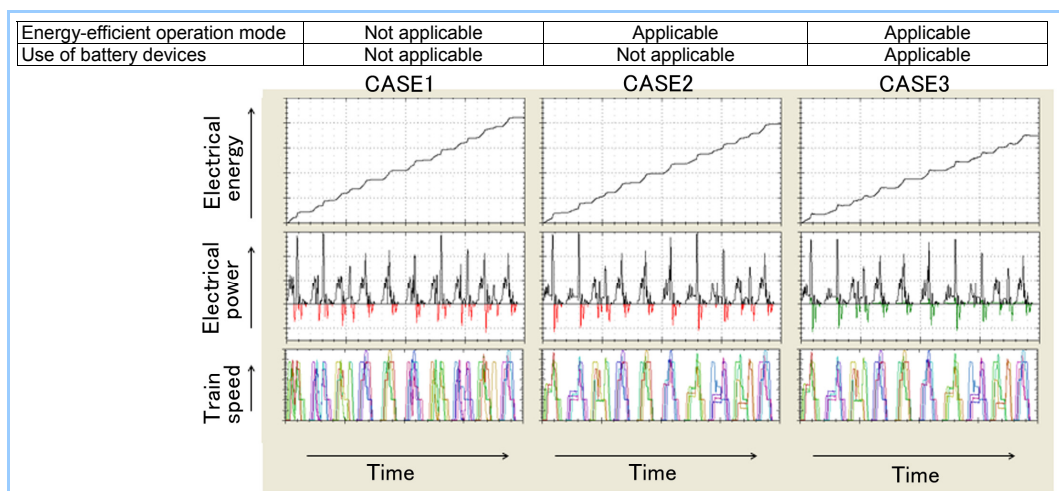 Energy-efficient operation mode Not applicable Applicable Applicable
Use of battery devices Not applicable Not applicable Applicable
CASE1 CASE2 CASE3
Electrical
energy
Electrical
power
Train
speed
Time Time Time